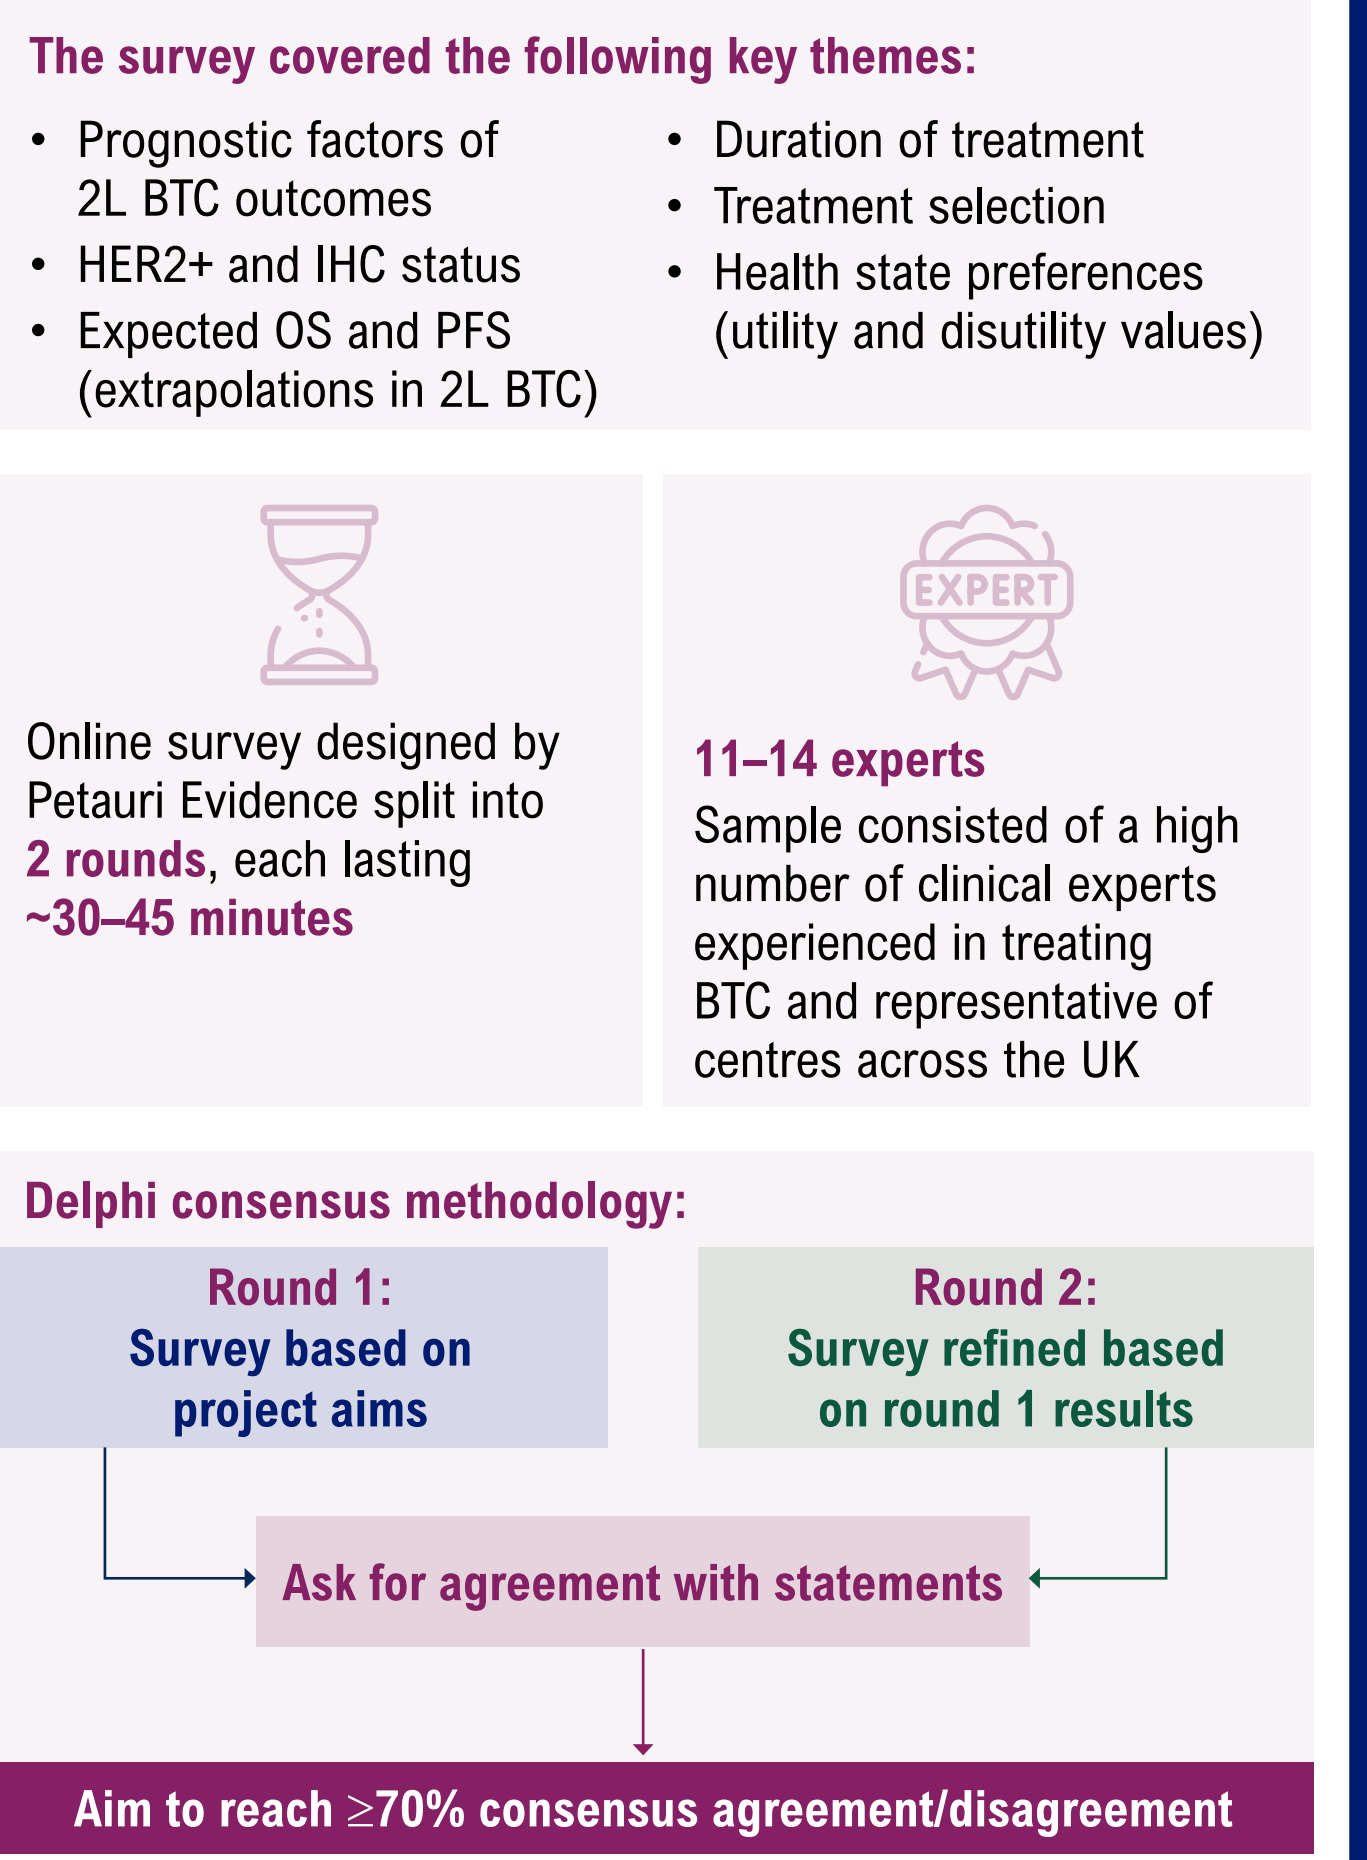 The survey covered the following key themes:
• Prognostic factors of
2L BTC outcomes
• HER2+ and IHC status
• Expected OS and PFS
(extrapolations in 2L BTC)
• Duration of treatment
• Treatment selection
• Health state preferences
(utility and disutility values)
Online survey designed by
Petauri Evidence split into
2 rounds, each lasting
~30–45 minutes
EXPERT
11–14 experts
Sample consisted of a high
number of clinical experts
experienced in treating
BTC and representative of
centres across the UK
Delphi consensus methodology:
Round 1:
Survey based on
project aims
Round 2:
Survey refined based
on round 1 results
Ask for agreement with statements
Aim to reach ≥70% consensus agreement/disagreement